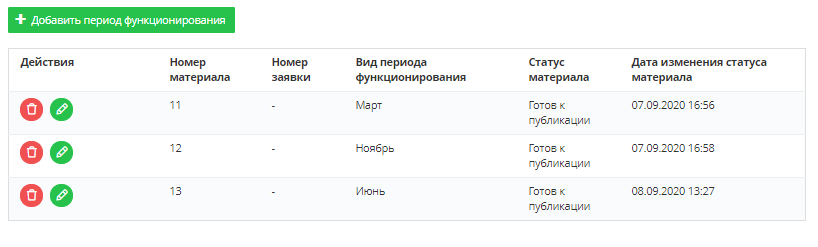 Добавить период функционирования
Действия Номер материала Номер заявки Вид периода функционирования Статус материала Дата изменения статуса материала
11 - Март Готов к публикации 07.09.2020 16:56
12 - Ноябрь Готов к публикации 07.09.2020 16:58
13 - Июнь Готов к публикации 08.09.2020 13:27